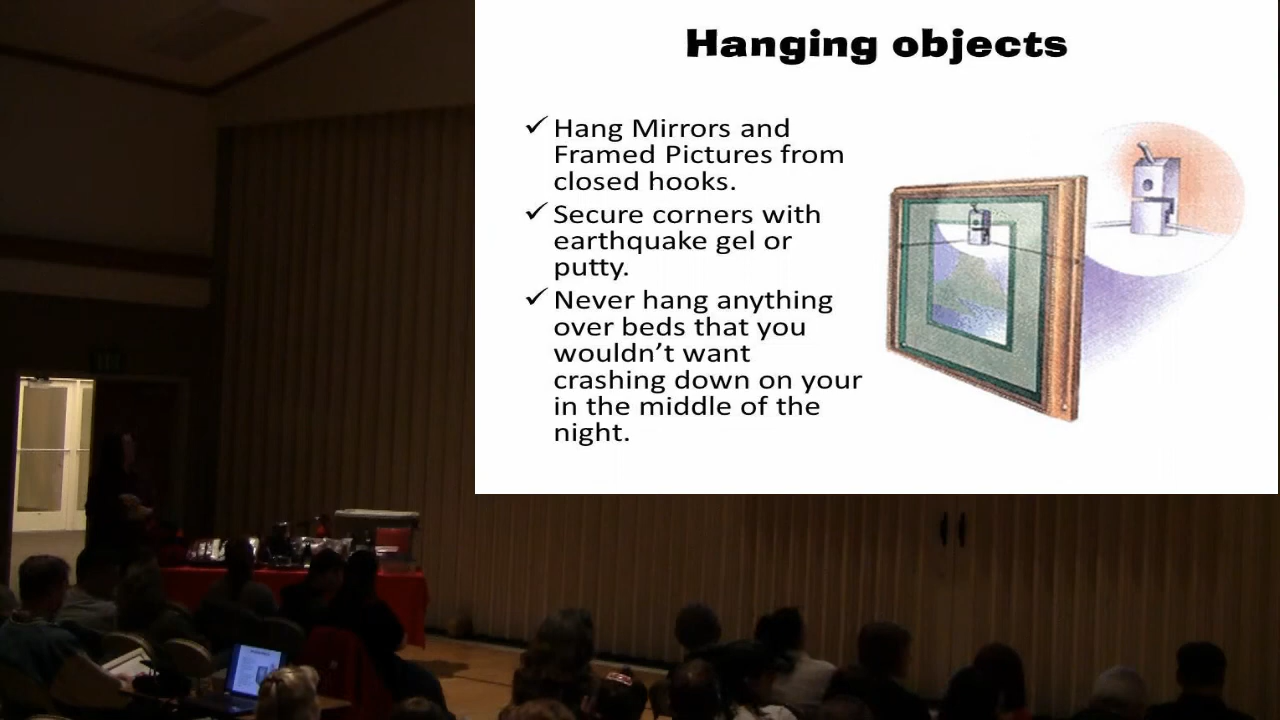 Hanging objects
✓ Hang Mirrors and
Framed Pictures from
closed hooks.
✓ Secure corners with
earthquake gel or
putty.
✓ Never hang anything
over beds that you
wouldn't want
crashing down on your
in the middle of the
night.